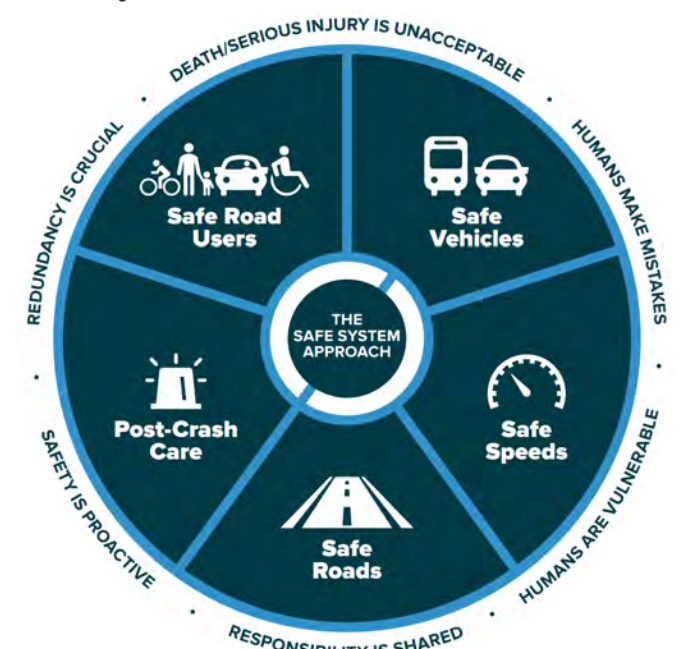 DEATH/SERIOUS INJURY IS UNACCEPTABLE
HUMANS MAKE MISTAKES
HUMANS ARE VULNERABLE
RESPONSIBILITY IS SHARED
SAFETY IS PROACTIVE
REDUNDANCY IS CRUCIAL
Safe Road
Users
Safe
Vehicles
THE
SAFE SYSTEM
APPROACH
Post-Crash
Care
Safe
Speeds
Safe
Roads